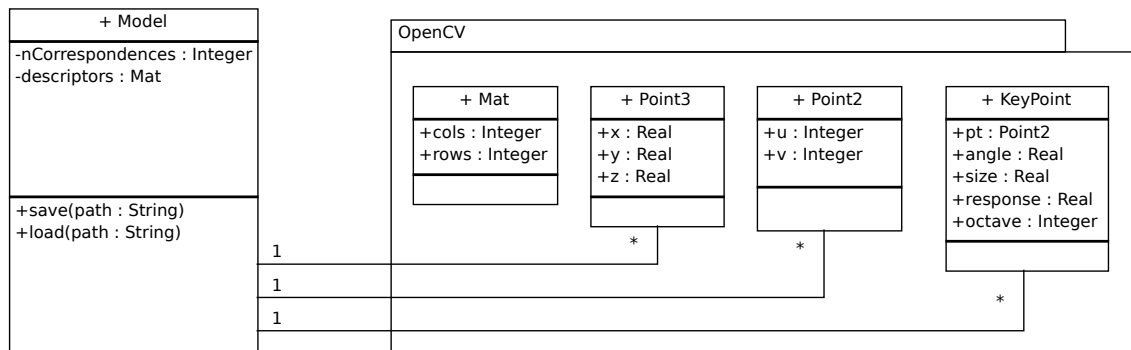 + Model
-nCorrespondences : Integer
-descriptors : Mat
+save(path : String)
+load(path : String)
OpenCV
+ Mat
+cols : Integer
+rows : Integer
+ Point3
+x : Real
+y : Real
+z : Real
+ Point2
+u : Integer
+v : Integer
+ KeyPoint
+pt : Point2
+angle : Real
+size : Real
+response : Real
+octave : Integer
1
*
1
*
1
*